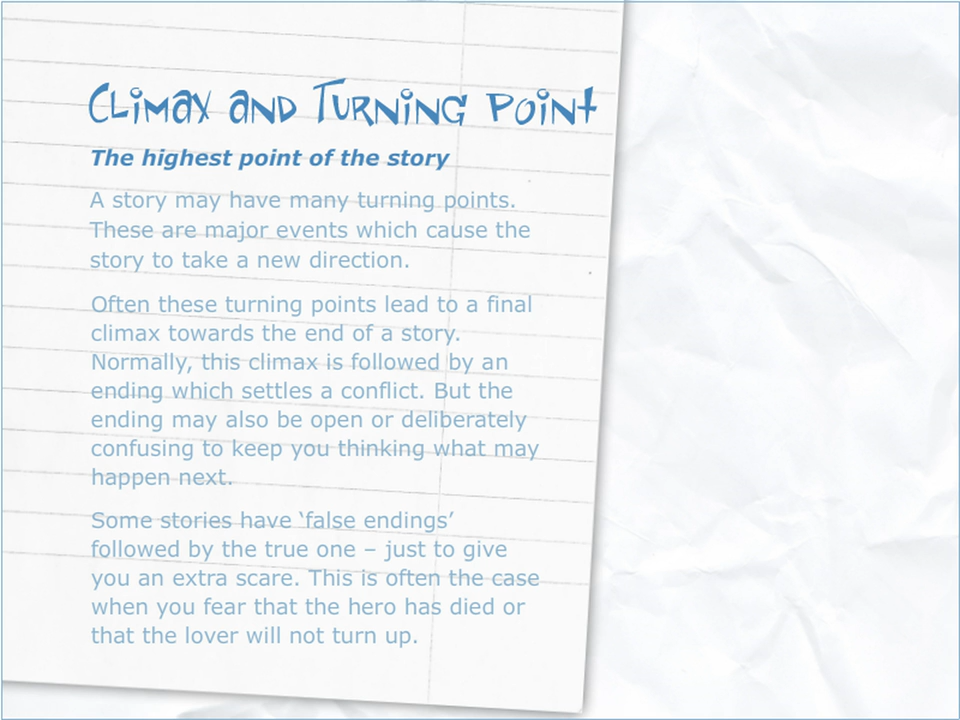 Climax and Turning Point
The highest point of the story
A story may have many turning points.
These are major events which cause the
story to take a new direction.
Often these turning points lead to a final
climax towards the end of a story.
Normally, this climax is followed by an
ending which settles a conflict. But the
ending may also be open or deliberately
confusing to keep you thinking what may
happen next.
Some stories have ‘false endings’
followed by the true one – just to give
you an extra scare. This is often the case
when you fear that the hero has died or
that the lover will not turn up.